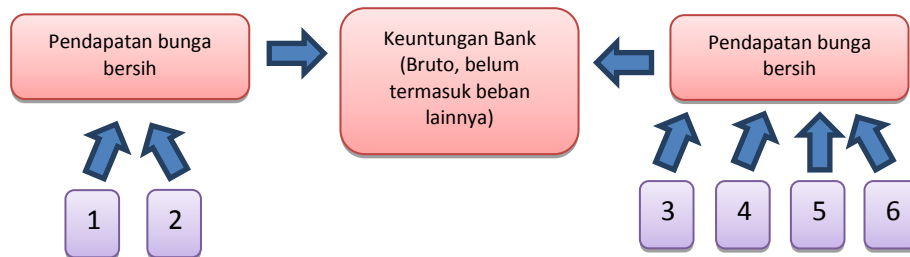 Pendapatan bunga
bersih
Keuntungan Bank
(Bruto, belum
termasuk beban
lainnya)
Pendapatan bunga
bersih
1
2
3
4
5
6